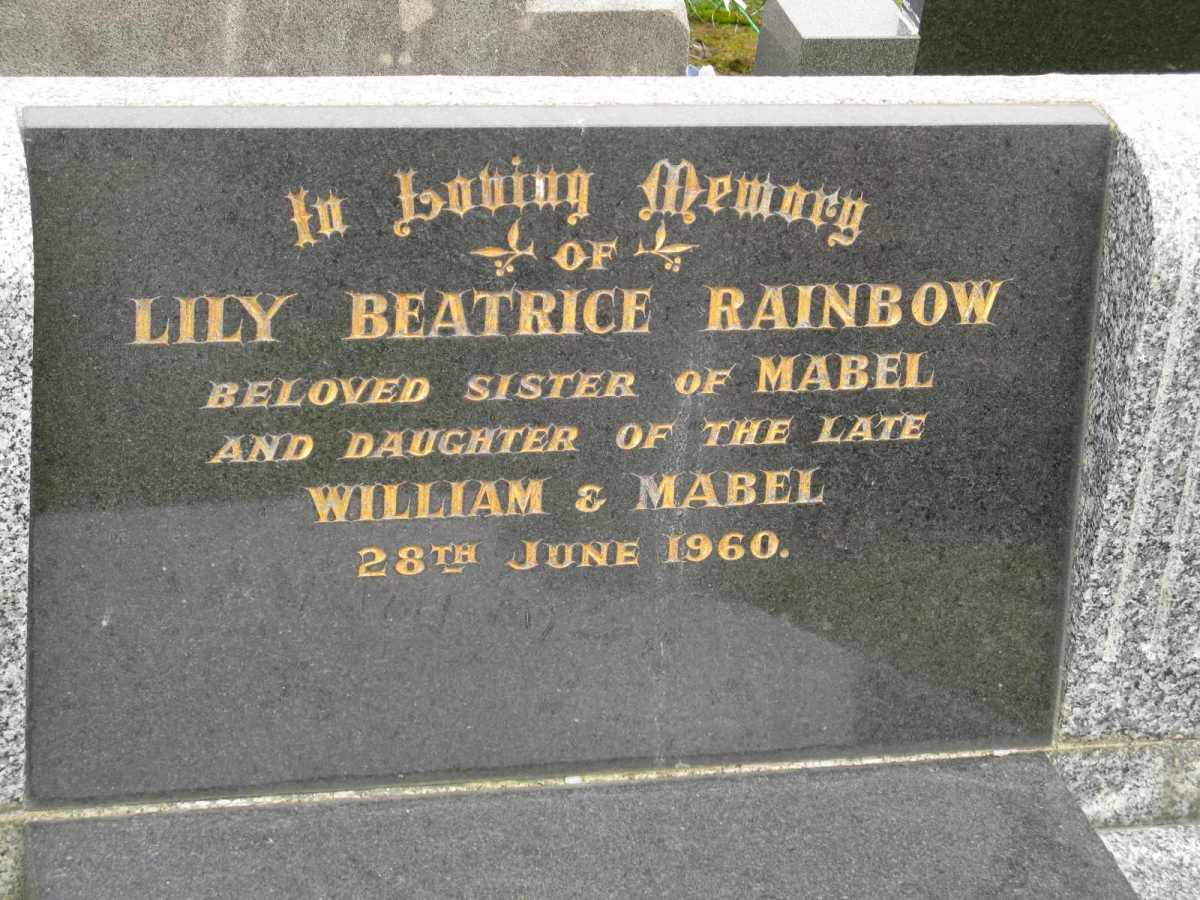 In Loving Memory
OF
LILY BEATRICE RAINBOW
BELOVED SISTER OF MABEL
AND DAUGHTER OF THE LATE
WILLIAM & MABEL
28TH JUNE 1960.